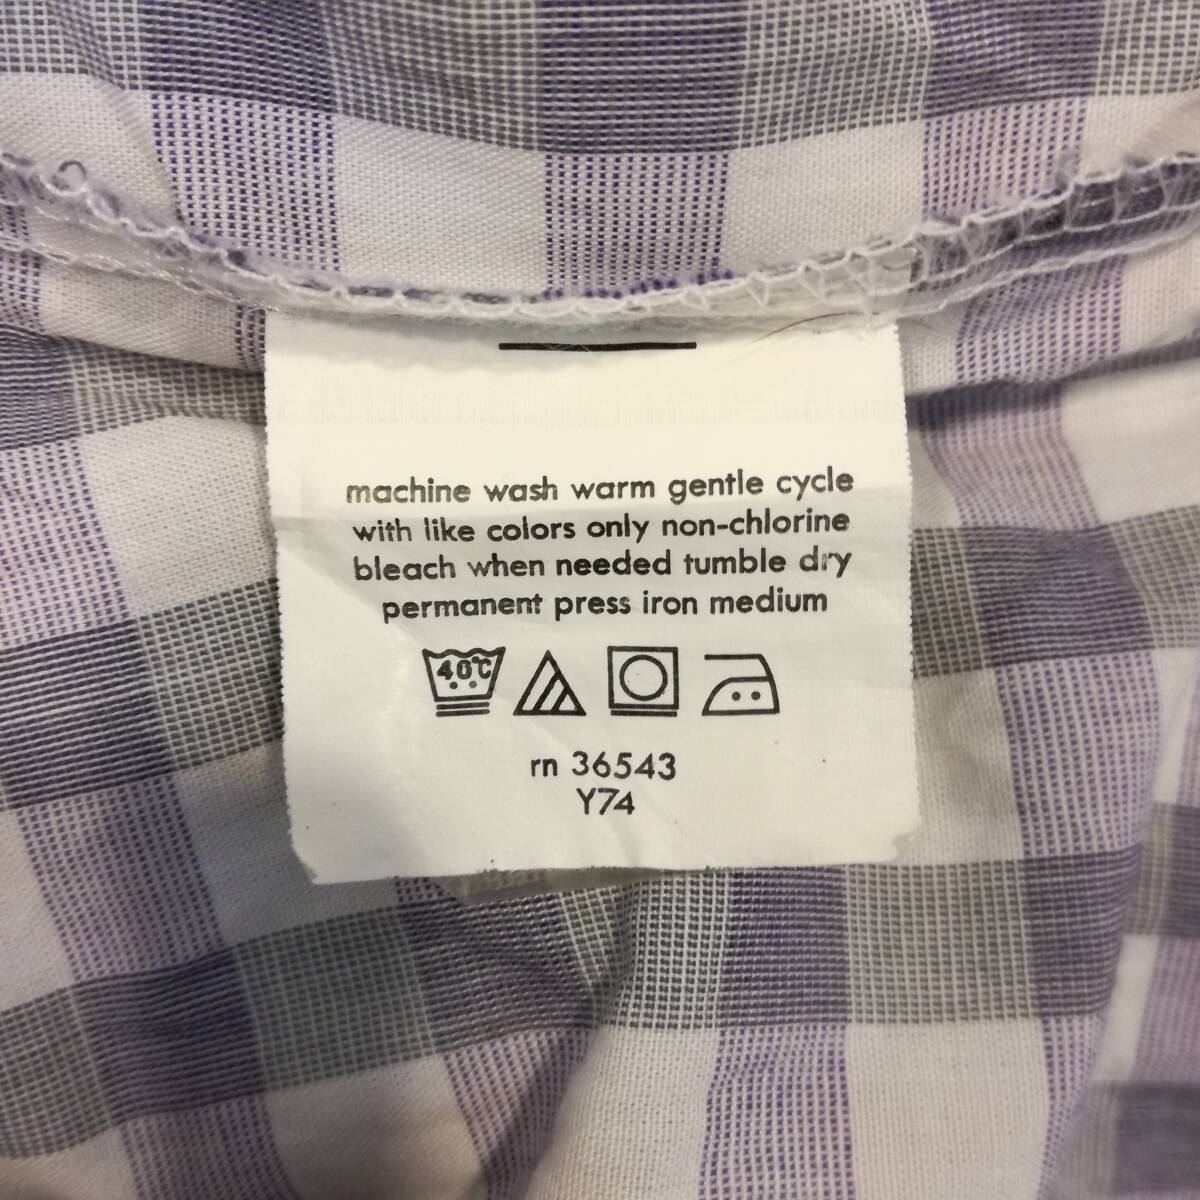 machine wash warm gentle cycle
with like colors only non-chlorine
bleach when needed tumble dry
permanent press iron medium
40°C
rn 36543
Y74